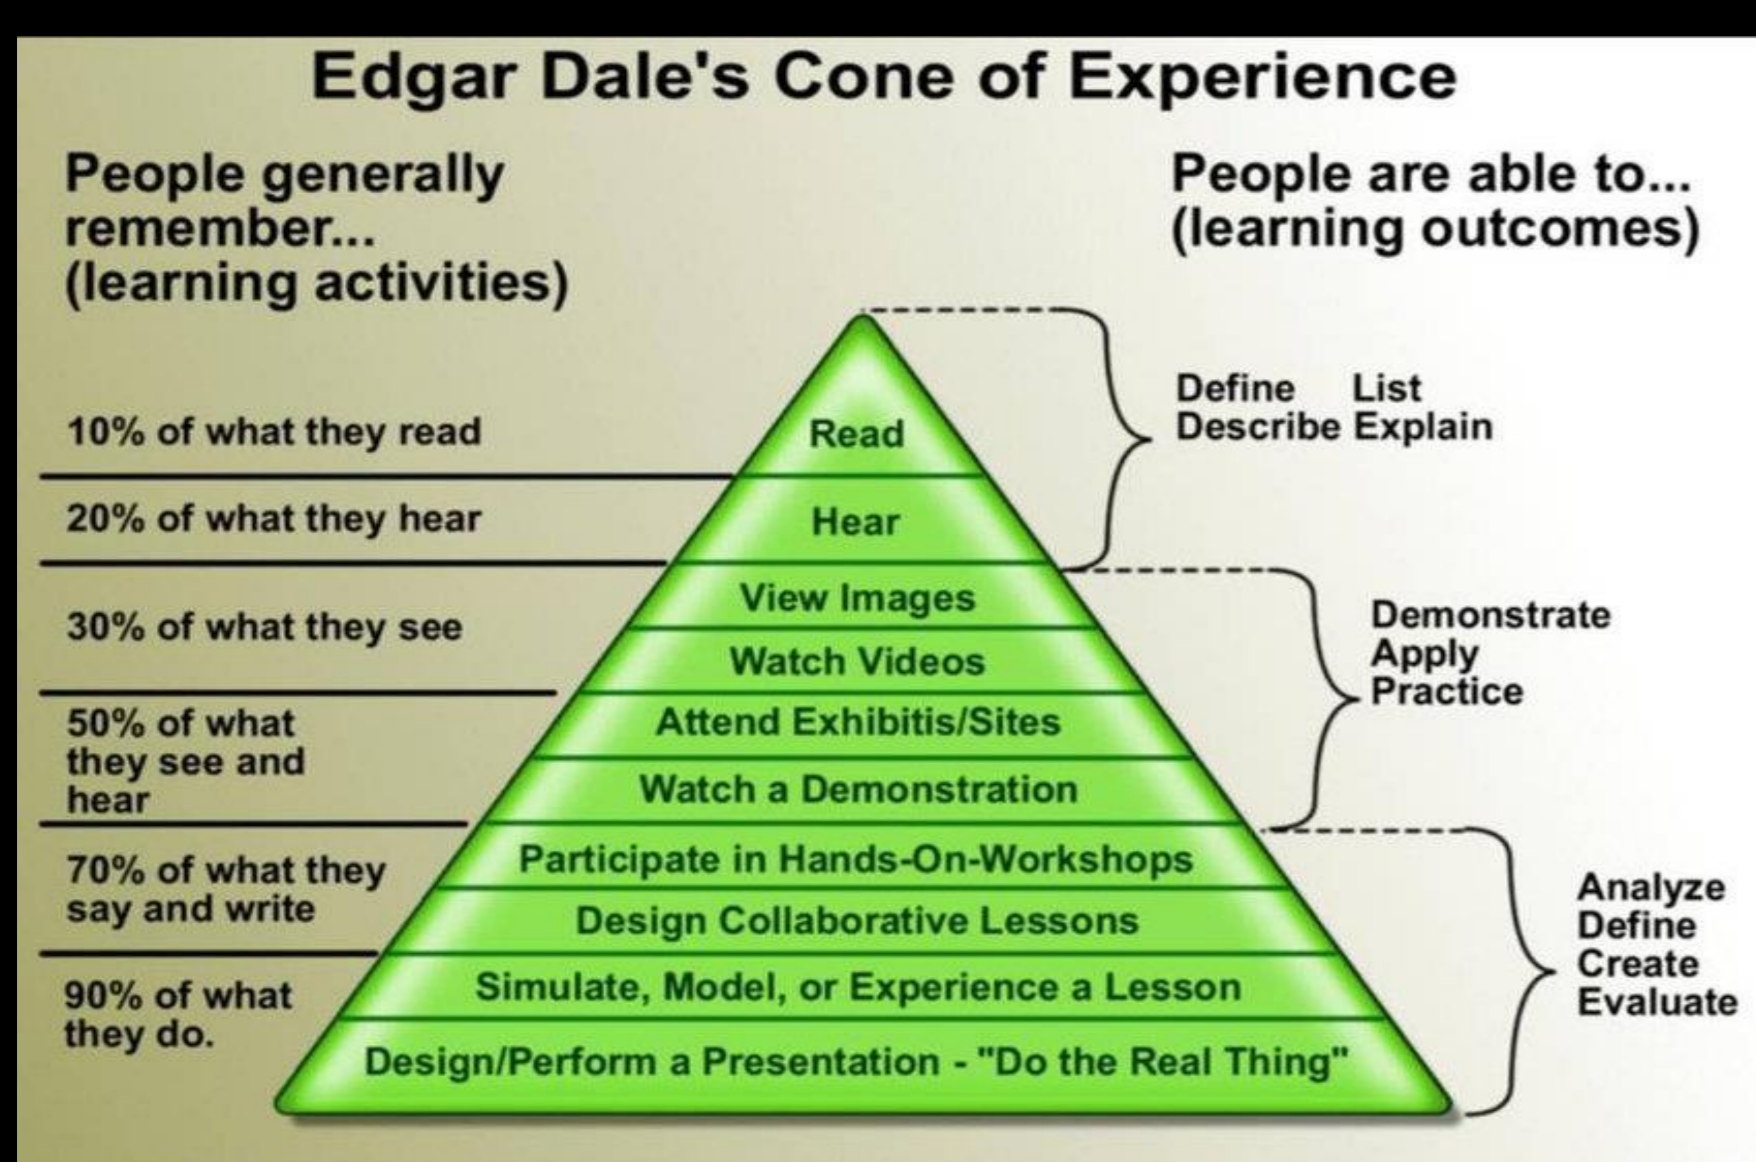 Edgar Dale's Cone of Experience
People generally
remember...
(learning activities)
People are able to...
(learning outcomes)
10% of what they read
Read
Define List
Describe Explain
20% of what they hear
Hear
30% of what they see
View Images
Watch Videos
Demonstrate
Apply
Practice
50% of what
they see and
hear
Attend Exhibitis/Sites
Watch a Demonstration
70% of what they
say and write
Participate in Hands-On-Workshops
Design Collaborative Lessons
Analyze
Define
Create
Evaluate
90% of what
they do.
Simulate, Model, or Experience a Lesson
Design/Perform a Presentation - "Do the Real Thing"